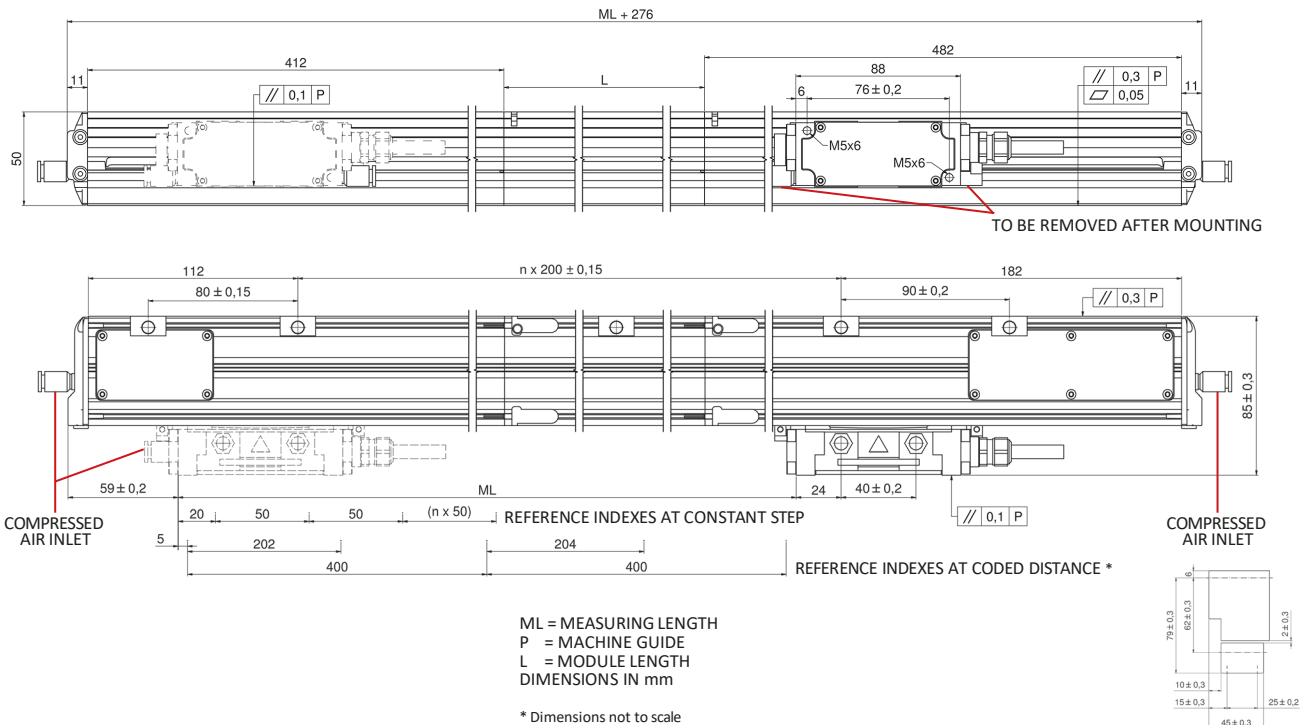 ML + 276
482
412
L
88
11
// 0,1 P
6
76 ± 0,2
// 0,3 P
⏥ 0,05
11
50
M5x6
M5x6
TO BE REMOVED AFTER MOUNTING
112
n x 200 ± 0,15
182
80 ± 0,15
90 ± 0,2
// 0,3 P
85 ± 0,3
59 ± 0,2
ML
24
40 ± 0,2
COMPRESSED
AIR INLET
20
50
50
(n x 50)
REFERENCE INDEXES AT CONSTANT STEP
// 0,1 P
COMPRESSED
AIR INLET
5
202
204
400
400
REFERENCE INDEXES AT CODED DISTANCE *
ML = MEASURING LENGTH
P = MACHINE GUIDE
L = MODULE LENGTH
DIMENSIONS IN mm
* Dimensions not to scale
6
79 ± 0,3
62 ± 0,3
2 ± 0,3
10 ± 0,3
15 ± 0,3
25 ± 0,2
45 ± 0,3